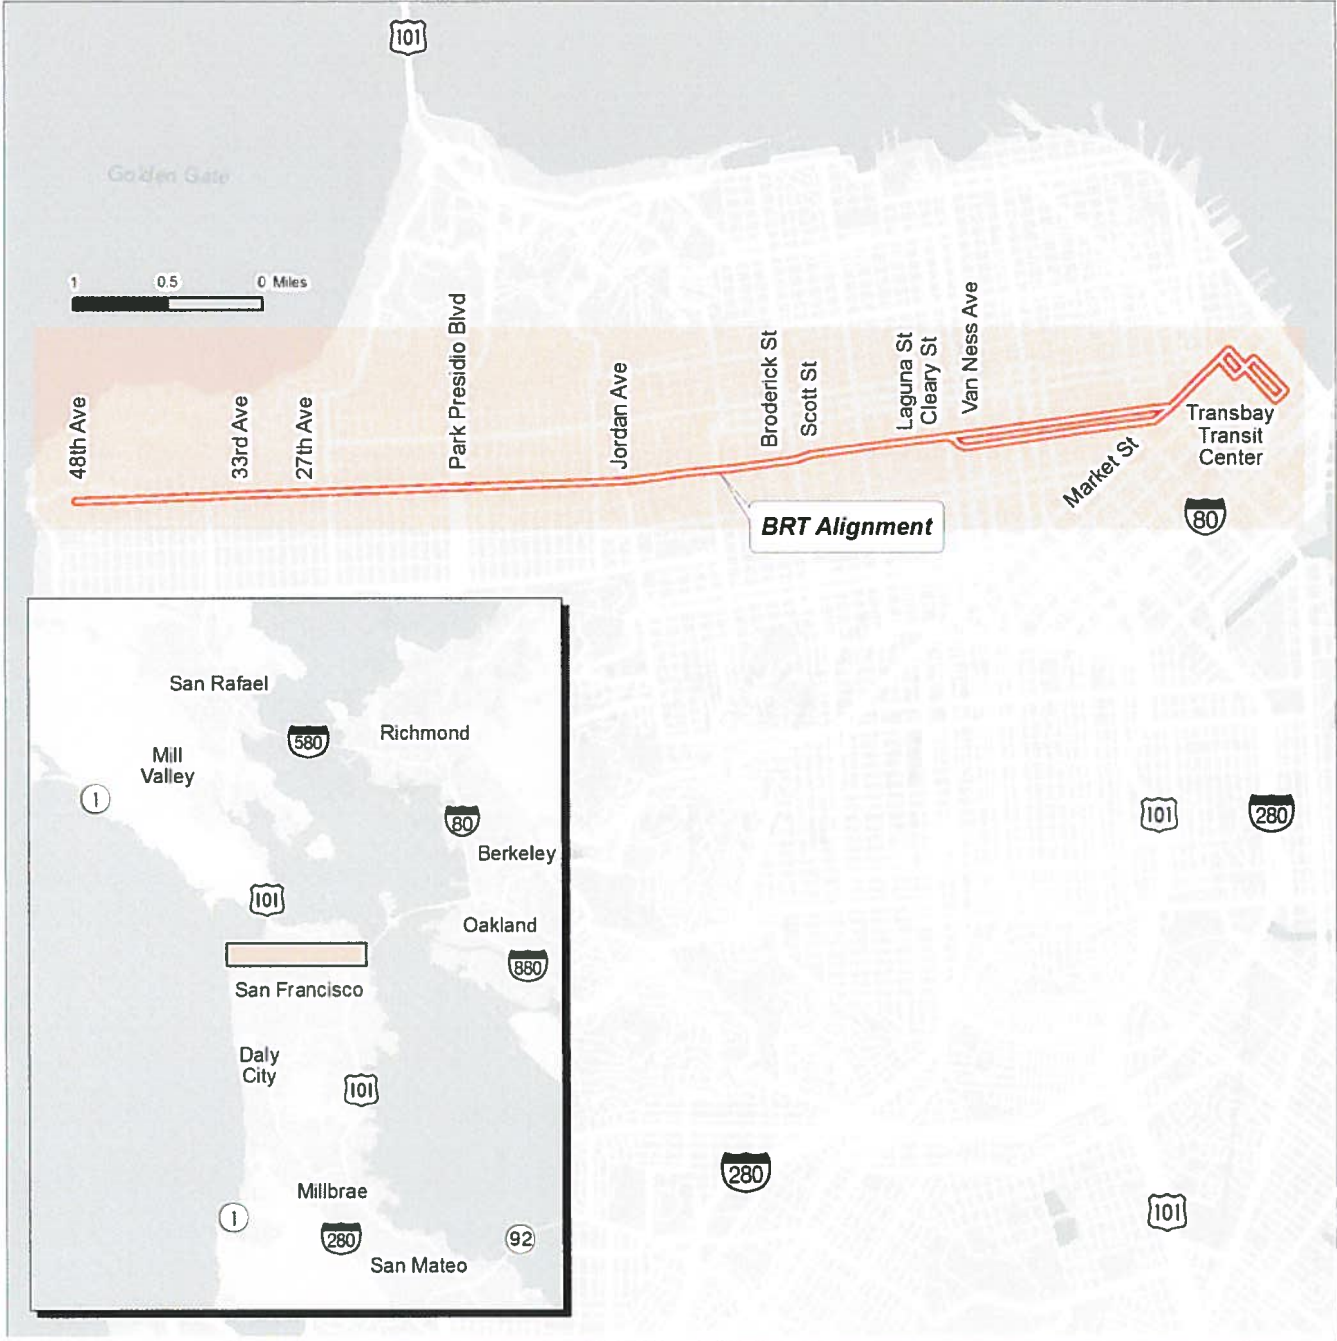 101
Golden Gate
1 0.5 0 Miles
48th Ave
33rd Ave
27th Ave
Park Presidio Blvd
Jordan Ave
Broderick St
Scott St
Laguna St
Cleary St
Van Ness Ave
Market St
Transbay
Transit
Center
BRT Alignment
80
San Rafael
580
Richmond
Mill
Valley
1
80
Berkeley
101
Oakland
880
San Francisco
Daly
City
101
Millbrae
1
280
92
San Mateo
101
280
280
101